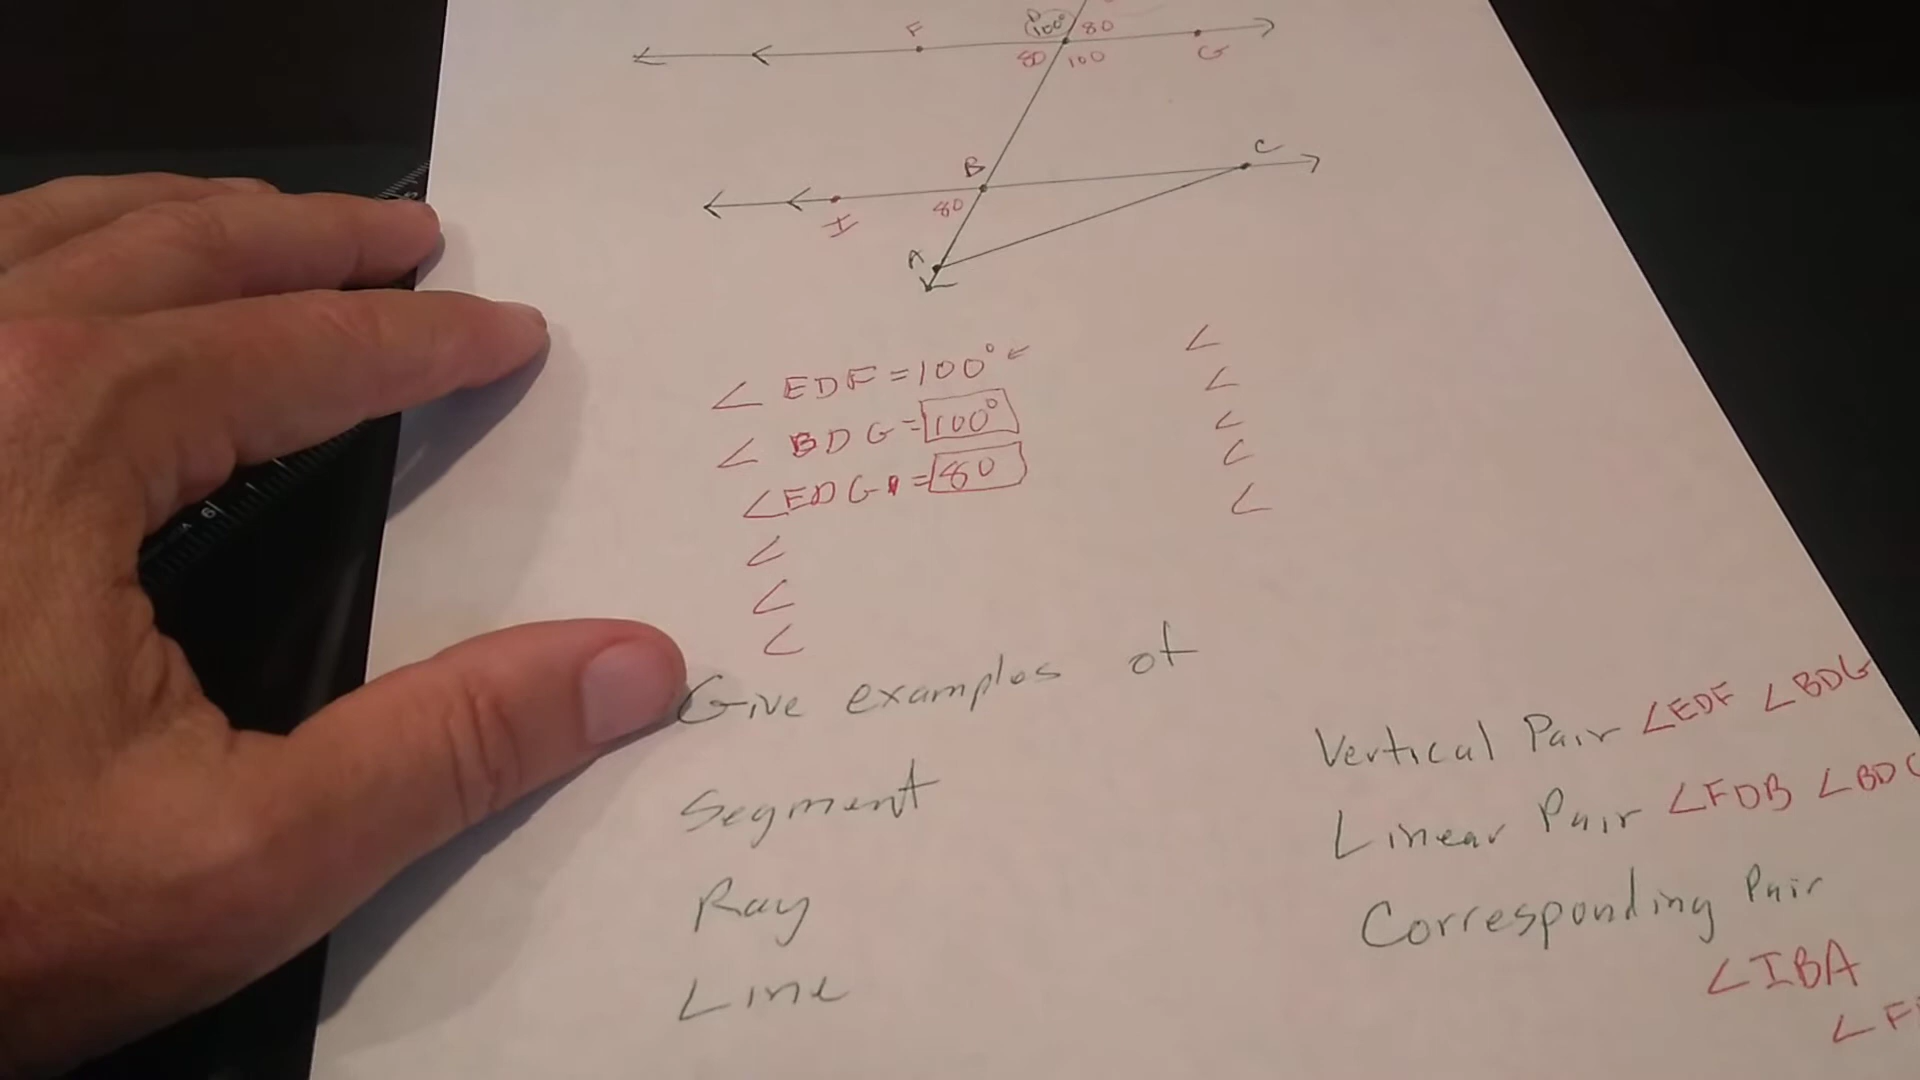 100° 80
F
80 100 G
B C
I 80
A
∠ EDF = 100°
∠ BDG = 100°
∠EDG = 80
∠
∠
∠
∠
∠
∠
∠
∠
Give examples of
Segment
Ray
Line
Vertical Pair ∠EDF ∠BDG
Linear Pair ∠FDB ∠BD
Corresponding Pair
∠IBA
∠F